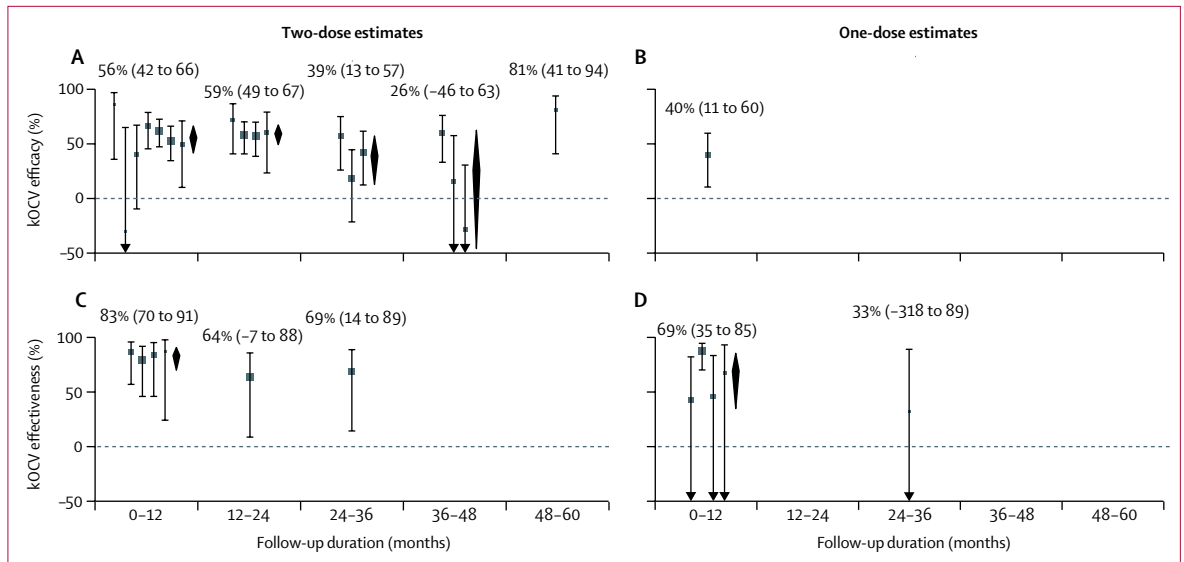 Two-dose estimates
One-dose estimates
A
56% (42 to 66)
59% (49 to 67)
39% (13 to 57)
26% (−46 to 63)
81% (41 to 94)
kOCV efficacy (%)
100
50
0
−50
B
40% (11 to 60)
C
83% (70 to 91)
64% (−7 to 88)
69% (14 to 89)
kOCV effectiveness (%)
100
50
0
−50
0–12
12–24
24–36
36–48
48–60
Follow-up duration (months)
D
69% (35 to 85)
33% (−318 to 89)
0–12
12–24
24–36
36–48
48–60
Follow-up duration (months)